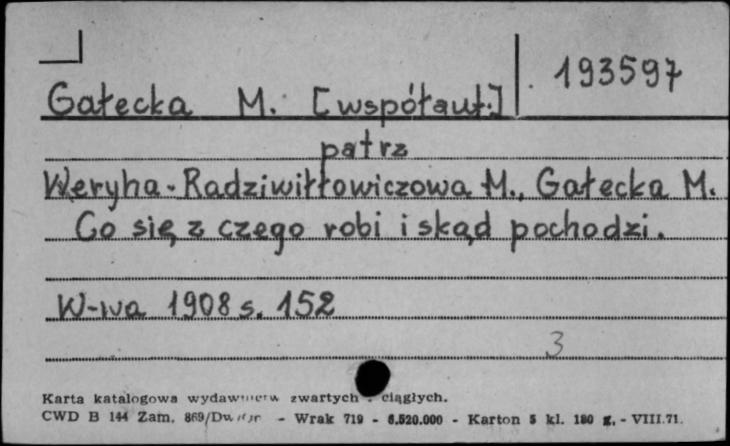 193597
Gałecka M. [współaut.]
patrz
Weryha-Radziwiłłowiczowa M., Gałecka M.
Co się z czego robi i skąd pochodzi.
W-wa 1908 s. 152
3
Karta katalogowa wydawnictw zwartych ciągłych.
CWD B 144 Zam. 869/Dw - Wrak 719 - 6.520.000 - Karton 5 kl. 180 g. - VIII.71.